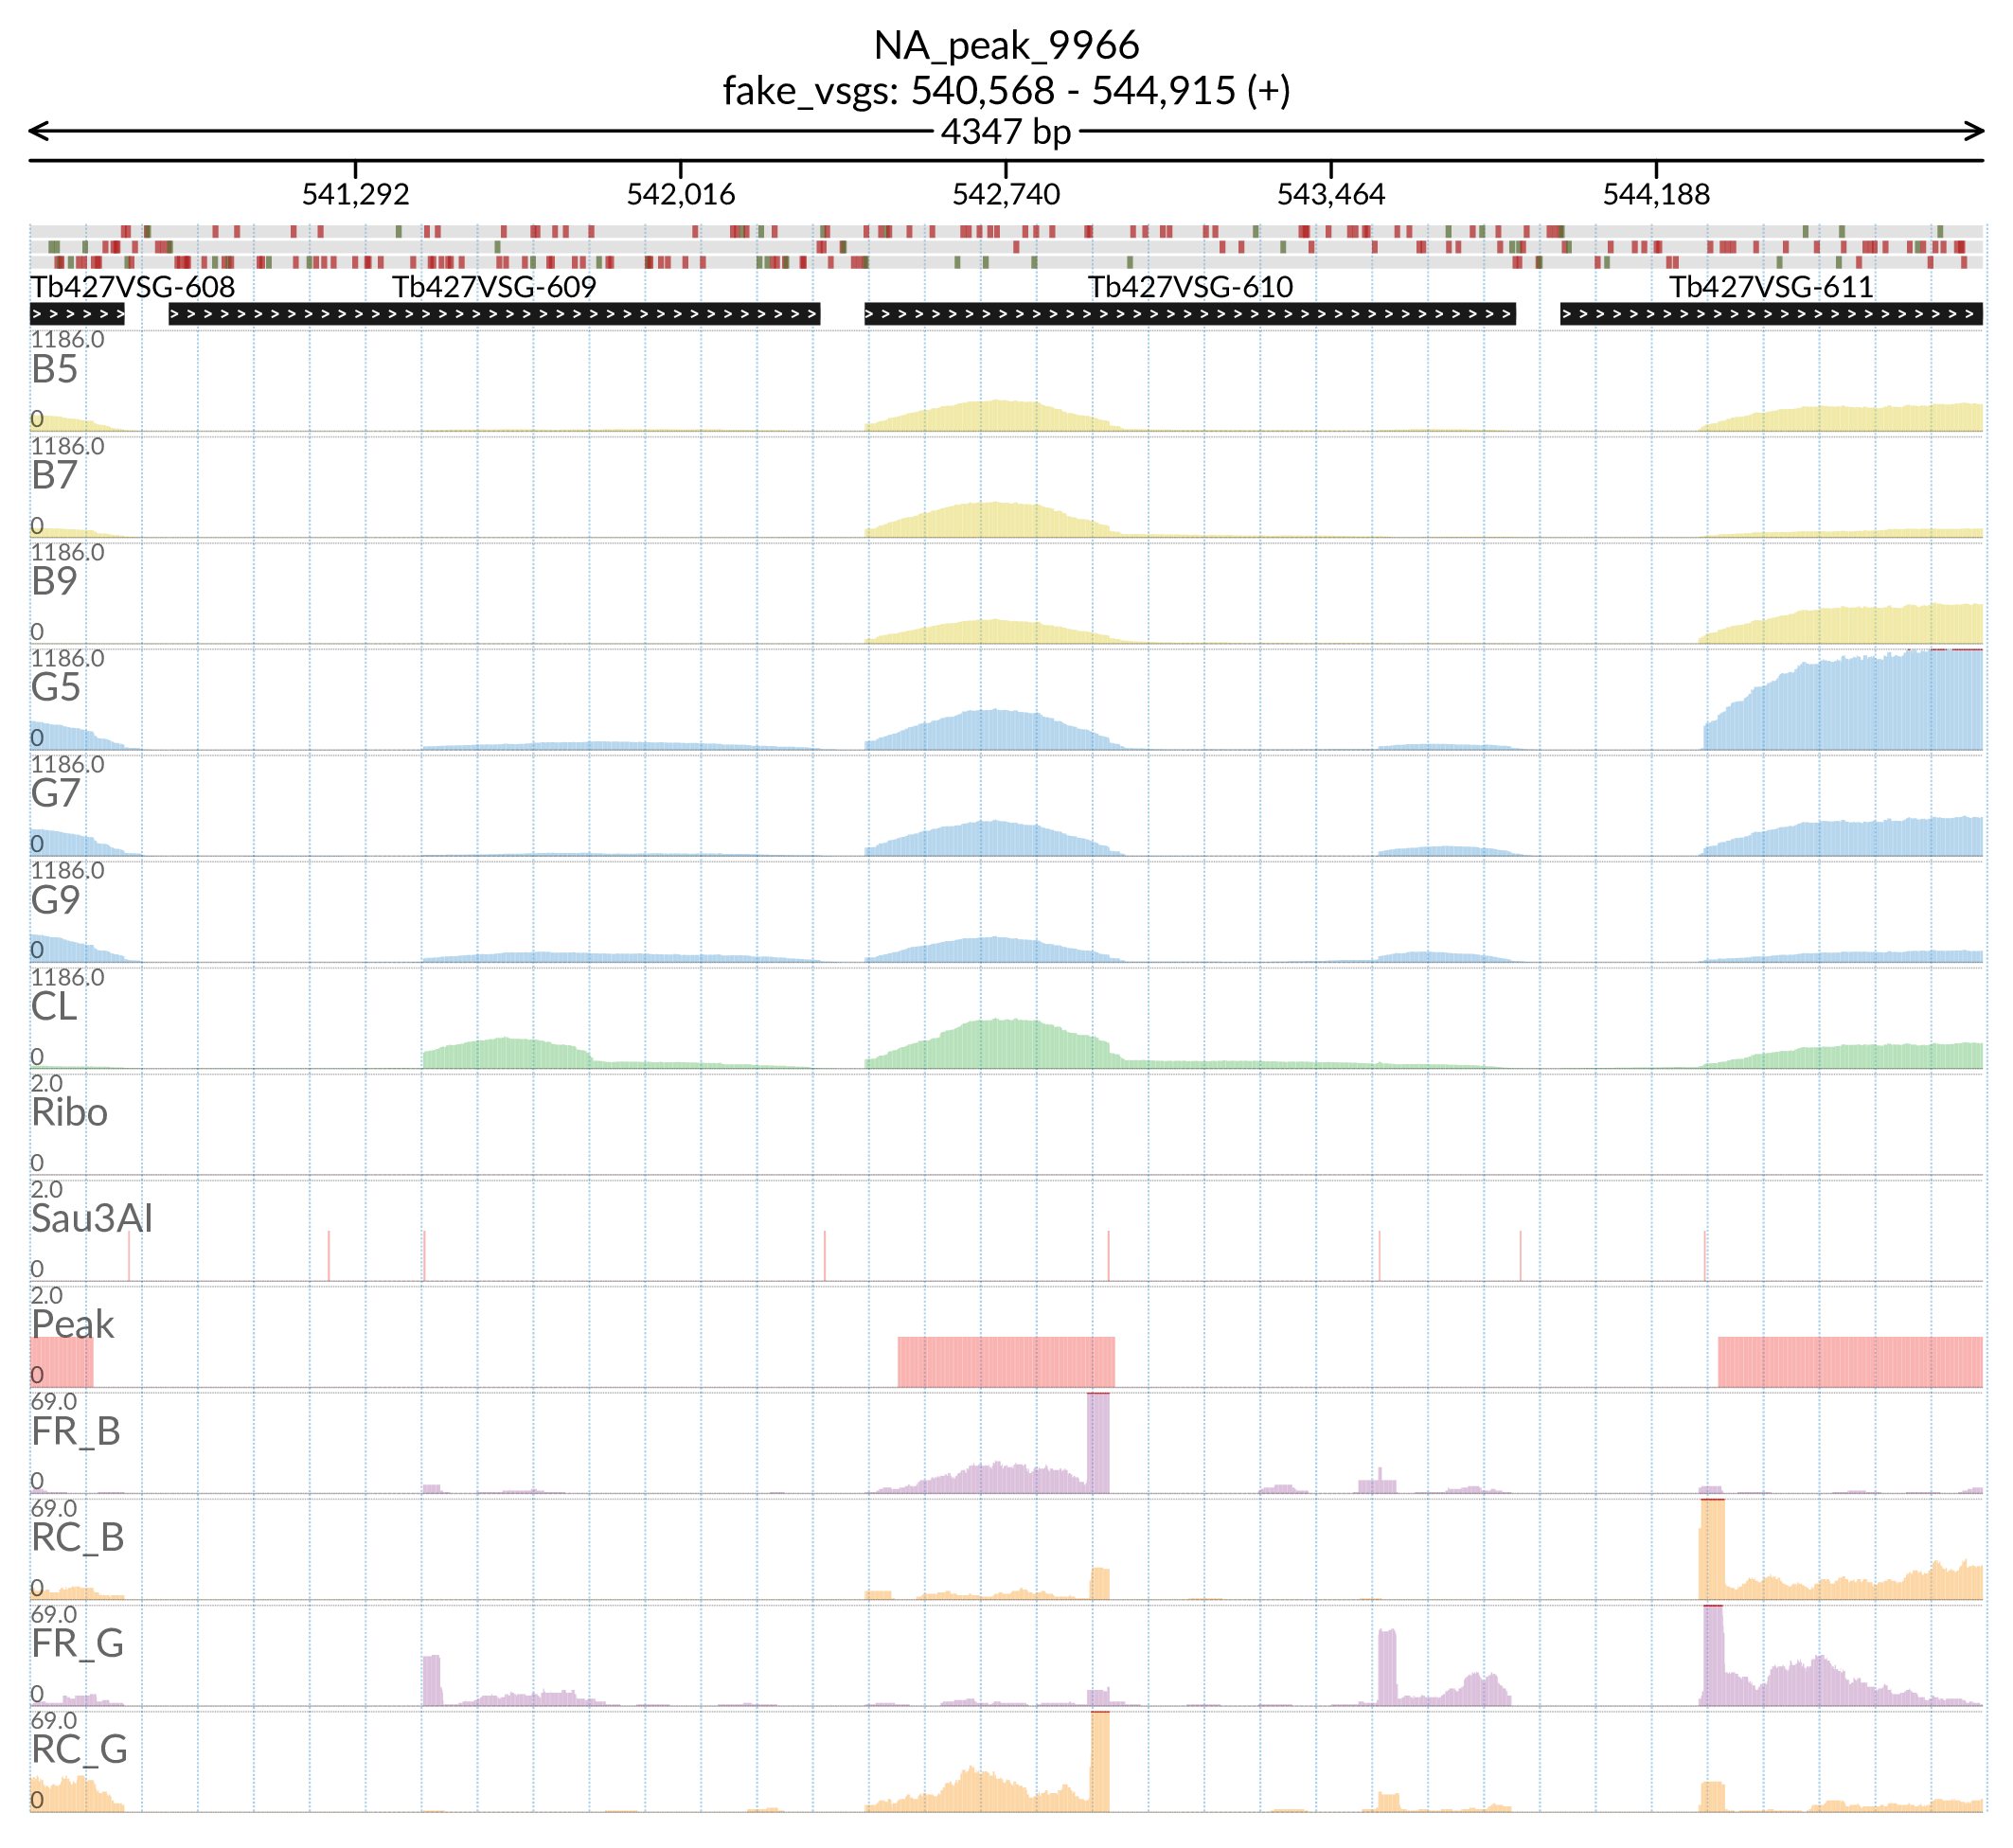 NA_peak_9966
fake_vsgs: 540,568 - 544,915 (+)
4347 bp
541,292 542,016 542,740 543,464 544,188
Tb427VSG-608 Tb427VSG-609 Tb427VSG-610 Tb427VSG-611
1186.0
B5
0
1186.0
B7
0
1186.0
B9
0
1186.0
G5
0
1186.0
G7
0
1186.0
G9
0
1186.0
CL
0
2.0
Ribo
0
2.0
Sau3AI
0
2.0
Peak
0
69.0
FR_B
0
69.0
RC_B
0
69.0
FR_G
0
69.0
RC_G
0